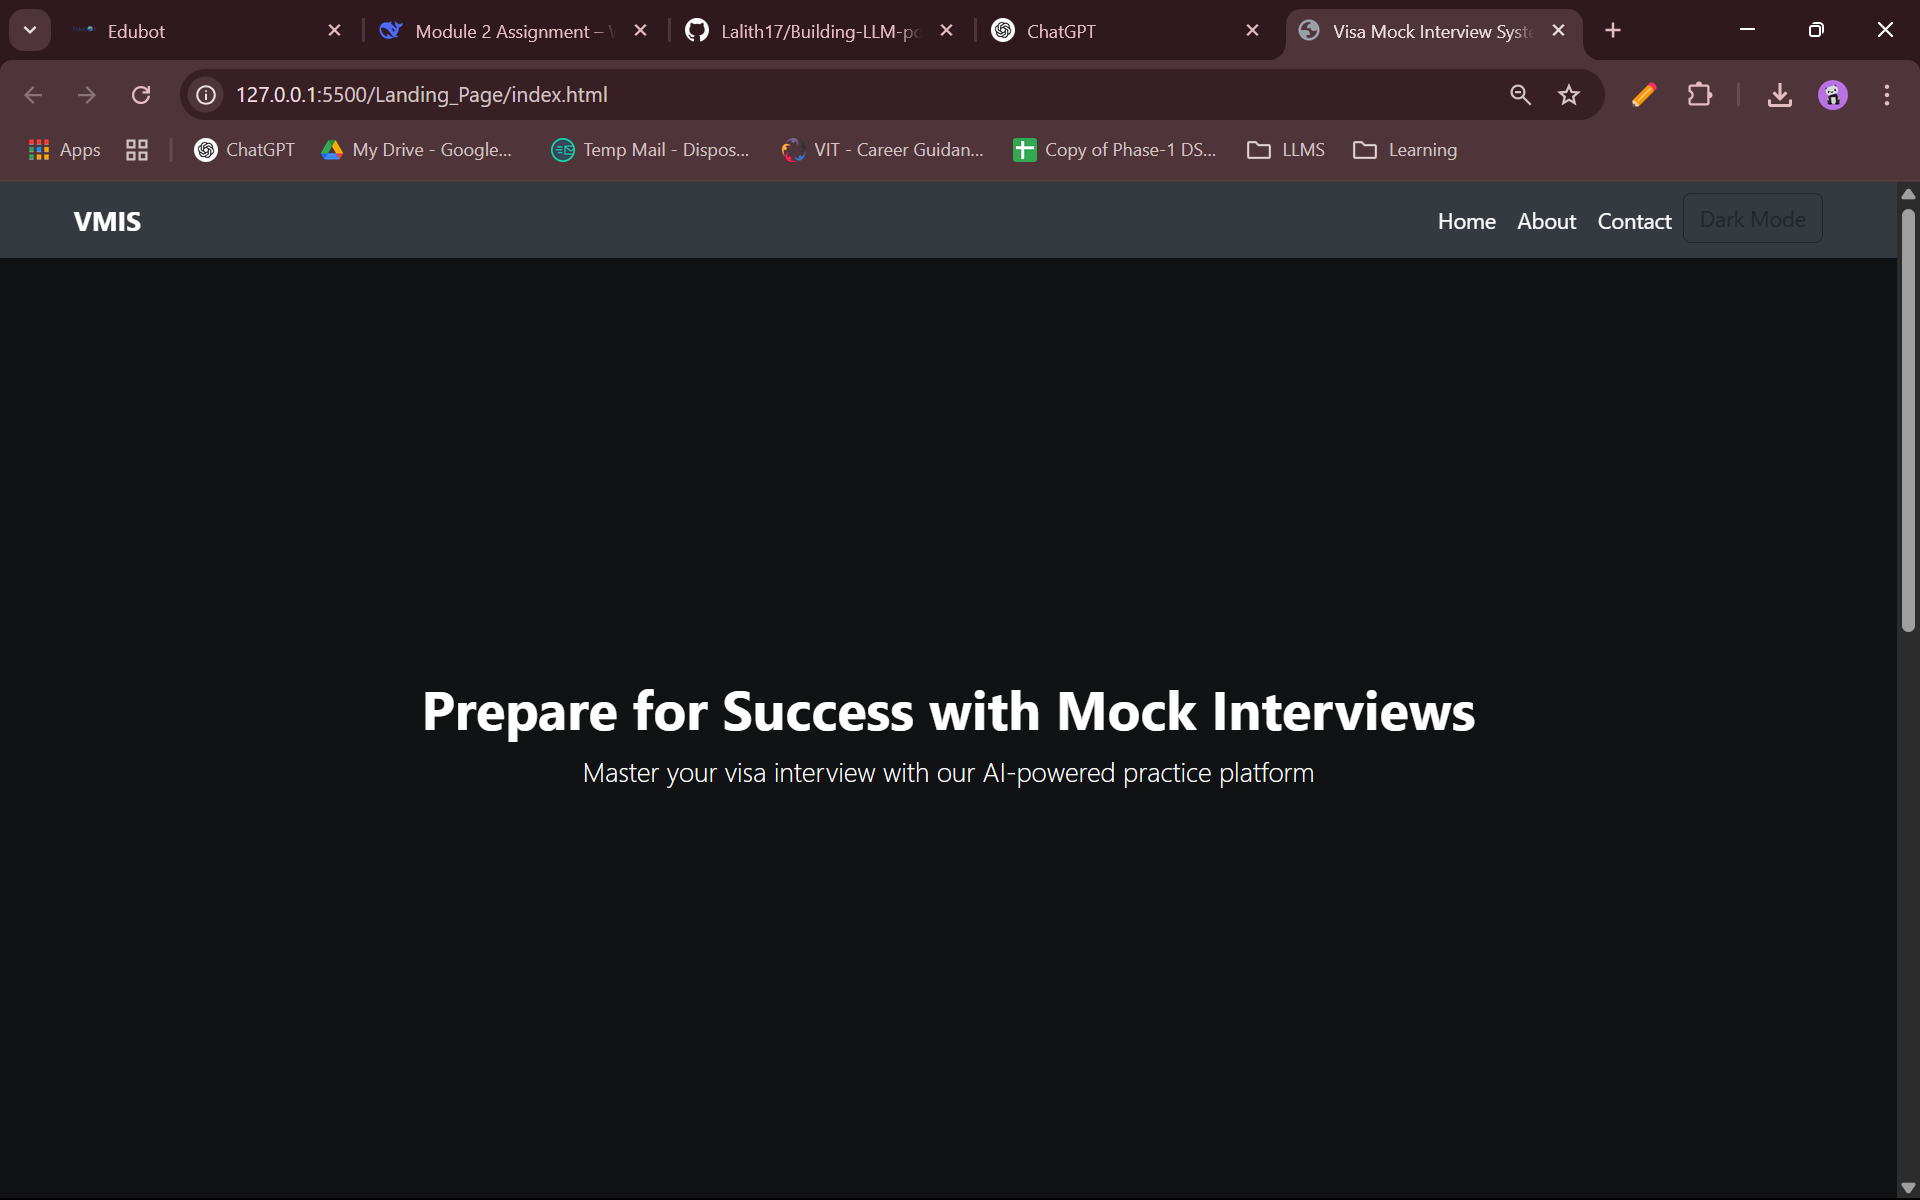 Edubot
Module 2 Assignment –
Lalith17/Building-LLM-po
ChatGPT
Visa Mock Interview Syste
127.0.0.1:5500/Landing_Page/index.html
Apps
ChatGPT
My Drive - Google...
Temp Mail - Dispos...
VIT - Career Guidan...
Copy of Phase-1 DS...
LLMS
Learning
VMIS
Home
About
Contact
Dark Mode
Prepare for Success with Mock Interviews
Master your visa interview with our AI-powered practice platform